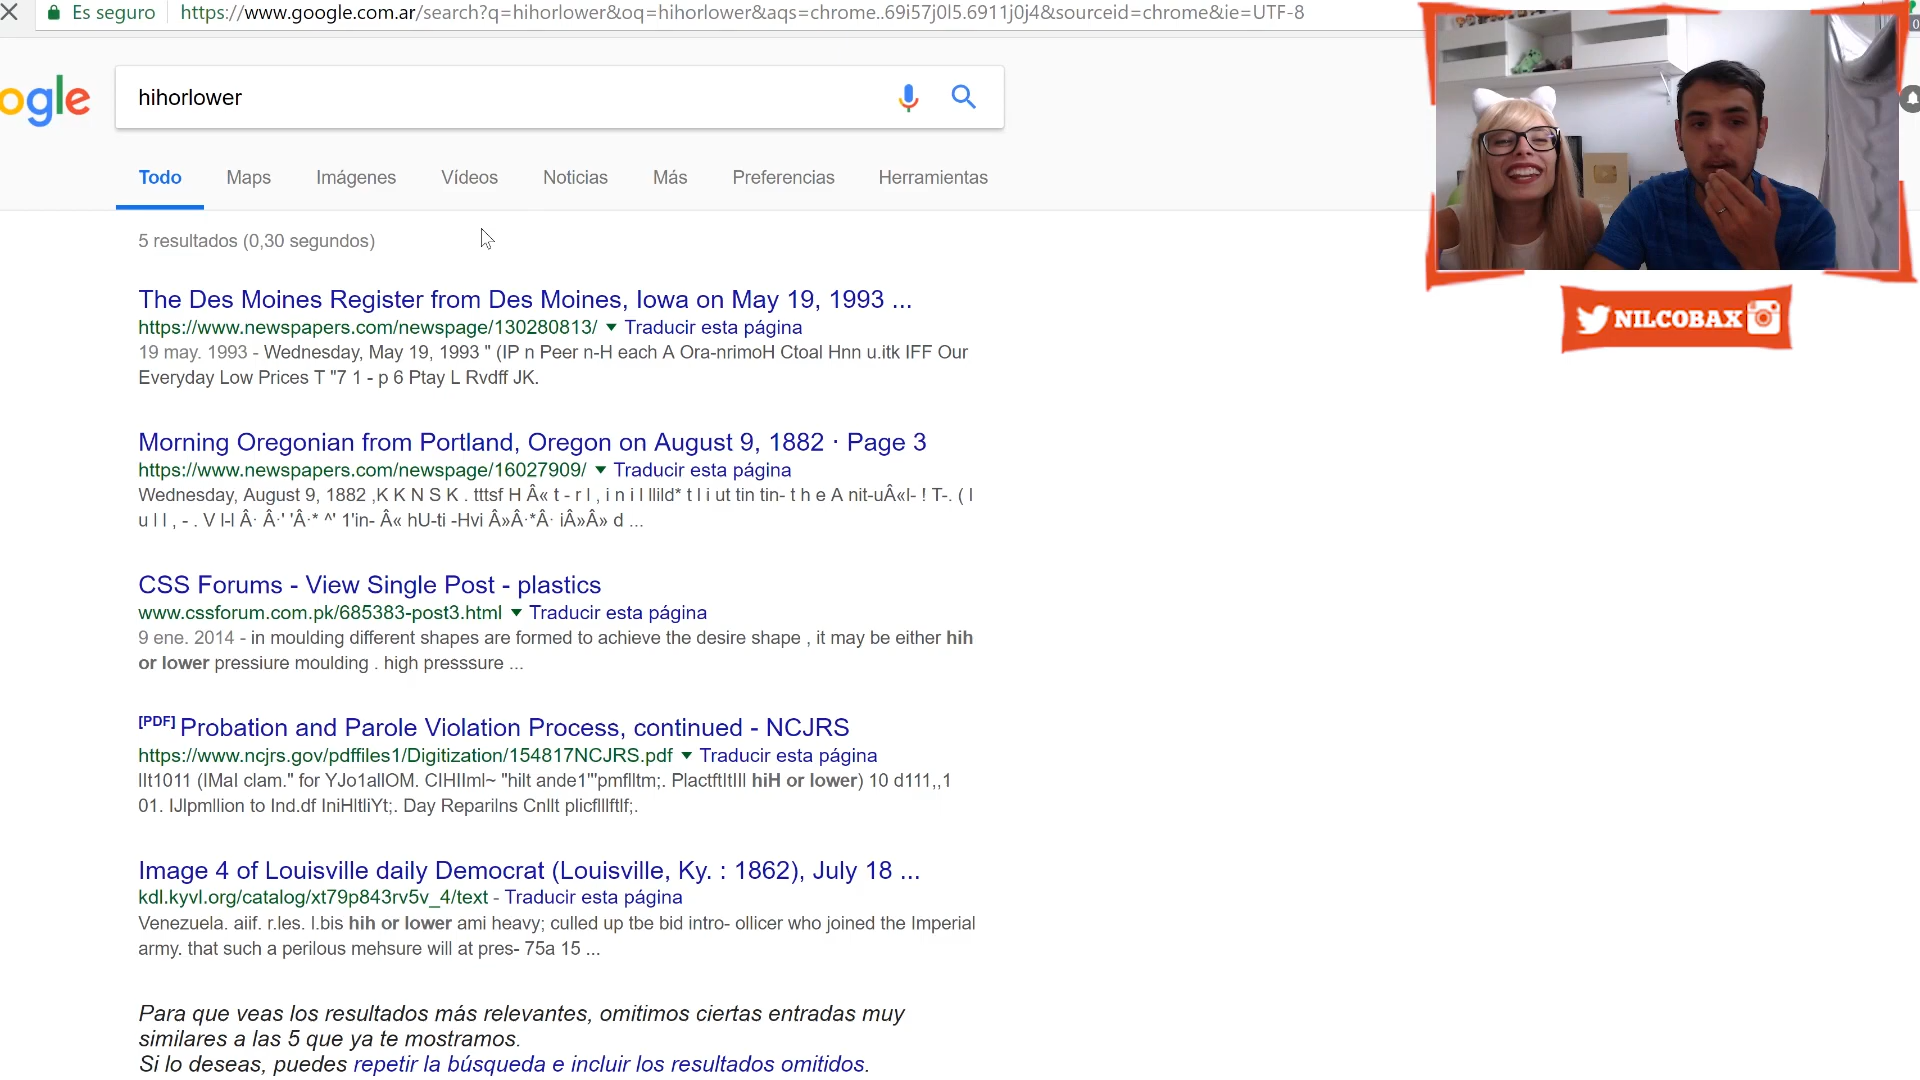 Es seguro https://www.google.com.ar/search?q=hihorlower&oq=hihorlower&aqs=chrome..69i57j0l5.6911j0j4&sourceid=chrome&ie=UTF-8
ogle hihorlower
Todo Maps Imágenes Vídeos Noticias Más Preferencias Herramientas
5 resultados (0,30 segundos)
The Des Moines Register from Des Moines, Iowa on May 19, 1993 ...
https://www.newspapers.com/newspage/130280813/ Traducir esta página
19 may. 1993 - Wednesday, May 19, 1993 " (IP n Peer n-H each A Ora-nrimoH Ctoal Hnn u.itk IFF Our
Everyday Low Prices T "7 1 - p 6 Ptay L Rvdff JK.
Morning Oregonian from Portland, Oregon on August 9, 1882 · Page 3
https://www.newspapers.com/newspage/16027909/ Traducir esta página
Wednesday, August 9, 1882 ,K K N S K . tttsf H Â« t - r l , i n i l llild* t l i ut tin tin- t h e A nit-uÂ«l- ! T-. ( l
u l l , - . V l-l Â· Â·' 'Â·* ^' 1'in- Â« hU-ti -Hvi Â»Â·*Â· iÂ»Â» d ...
CSS Forums - View Single Post - plastics
www.cssforum.com.pk/685383-post3.html Traducir esta página
9 ene. 2014 - in moulding different shapes are formed to achieve the desire shape , it may be either hih
or lower pressiure moulding . high presssure ...
[PDF] Probation and Parole Violation Process, continued - NCJRS
https://www.ncjrs.gov/pdffiles1/Digitization/154817NCJRS.pdf Traducir esta página
llt1011 (lMal clam." for YJo1allOM. CIHIIml~ "hilt ande1"'pmflltm;. PlactftItIll hiH or lower) 10 d111,,1
01. IJlpmllion to Ind.df IniHltliYt;. Day Reparilns Cnllt plicflllftlf;.
Image 4 of Louisville daily Democrat (Louisville, Ky. : 1862), July 18 ...
kdl.kyvl.org/catalog/xt79p843rv5v_4/text - Traducir esta página
Venezuela. aiif. r.les. l.bis hih or lower ami heavy; culled up tbe bid intro- ollicer who joined the Imperial
army. that such a perilous mehsure will at pres- 75a 15 ...
Para que veas los resultados más relevantes, omitimos ciertas entradas muy
similares a las 5 que ya te mostramos.
Si lo deseas, puedes repetir la búsqueda e incluir los resultados omitidos.
NILCOBAX